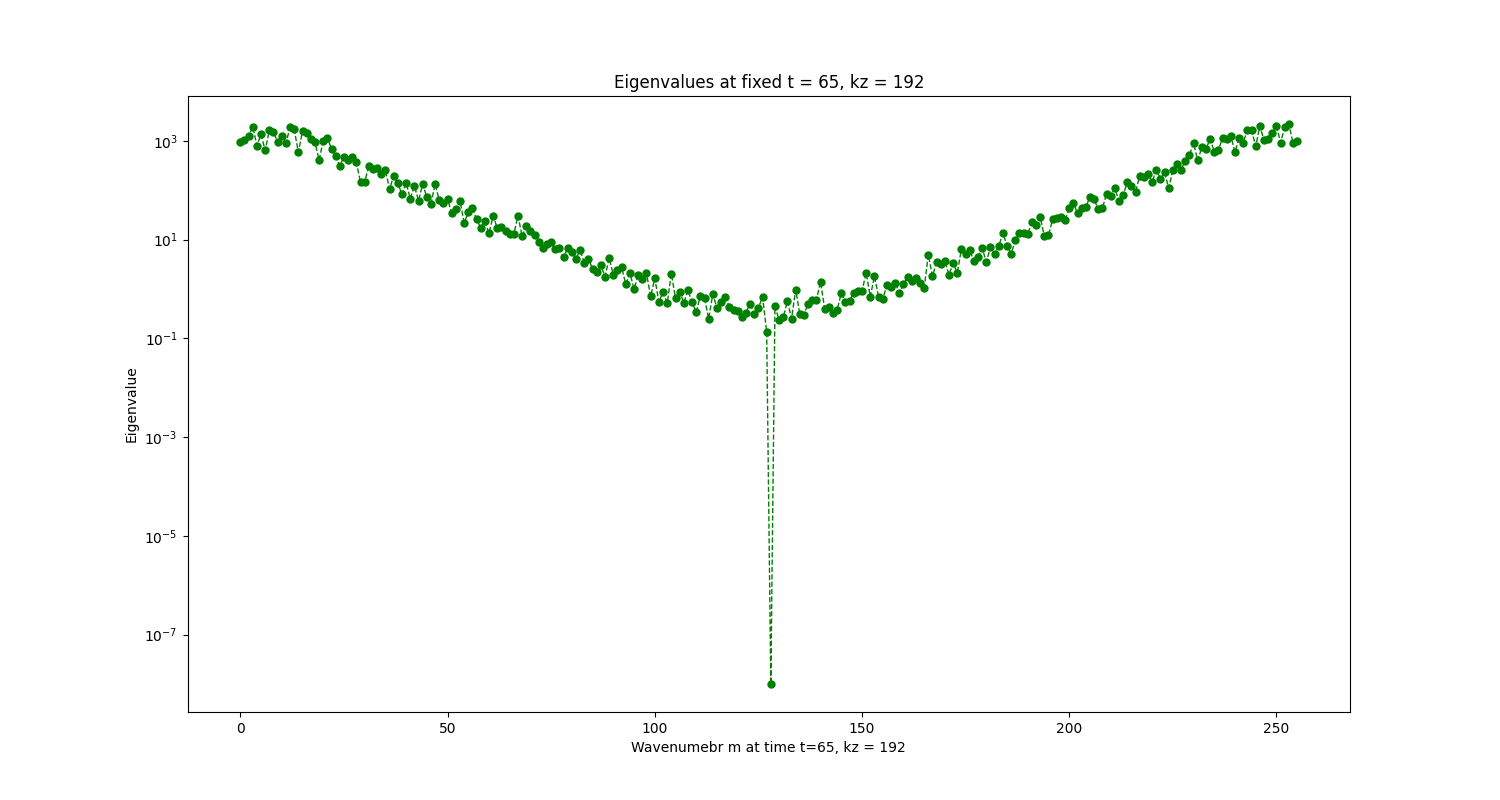 Eigenvalues at fixed t = 65, kz = 192
10^3
10^1
10^−1
10^−3
10^−5
10^−7
Eigenvalue
0 50 100 150 200 250
Wavenumebr m at time t=65, kz = 192